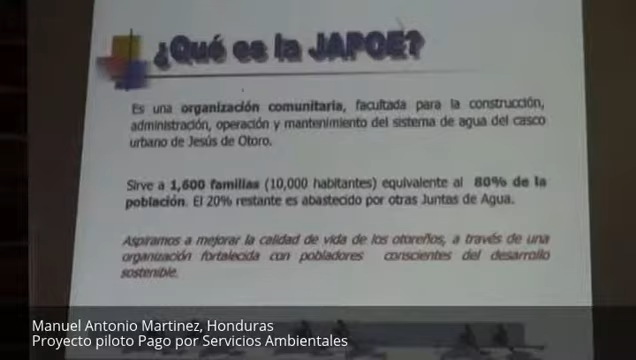 ¿Qué es la JAPOE?
Es una organización comunitaria, facultada para la construcción,
administración, operación y mantenimiento del sistema de agua del casco
urbano de Jesús de Otoro.
Sirve a 1,600 familias (10,000 habitantes) equivalente al 80% de la
población. El 20% restante es abastecido por otras Juntas de Agua.
Aspiramos a mejorar la calidad de vida de los otoreños, a través de una
organización fortalecida con pobladores conscientes del desarrollo
sostenible.
Manuel Antonio Martinez, Honduras
Proyecto piloto Pago por Servicios Ambientales